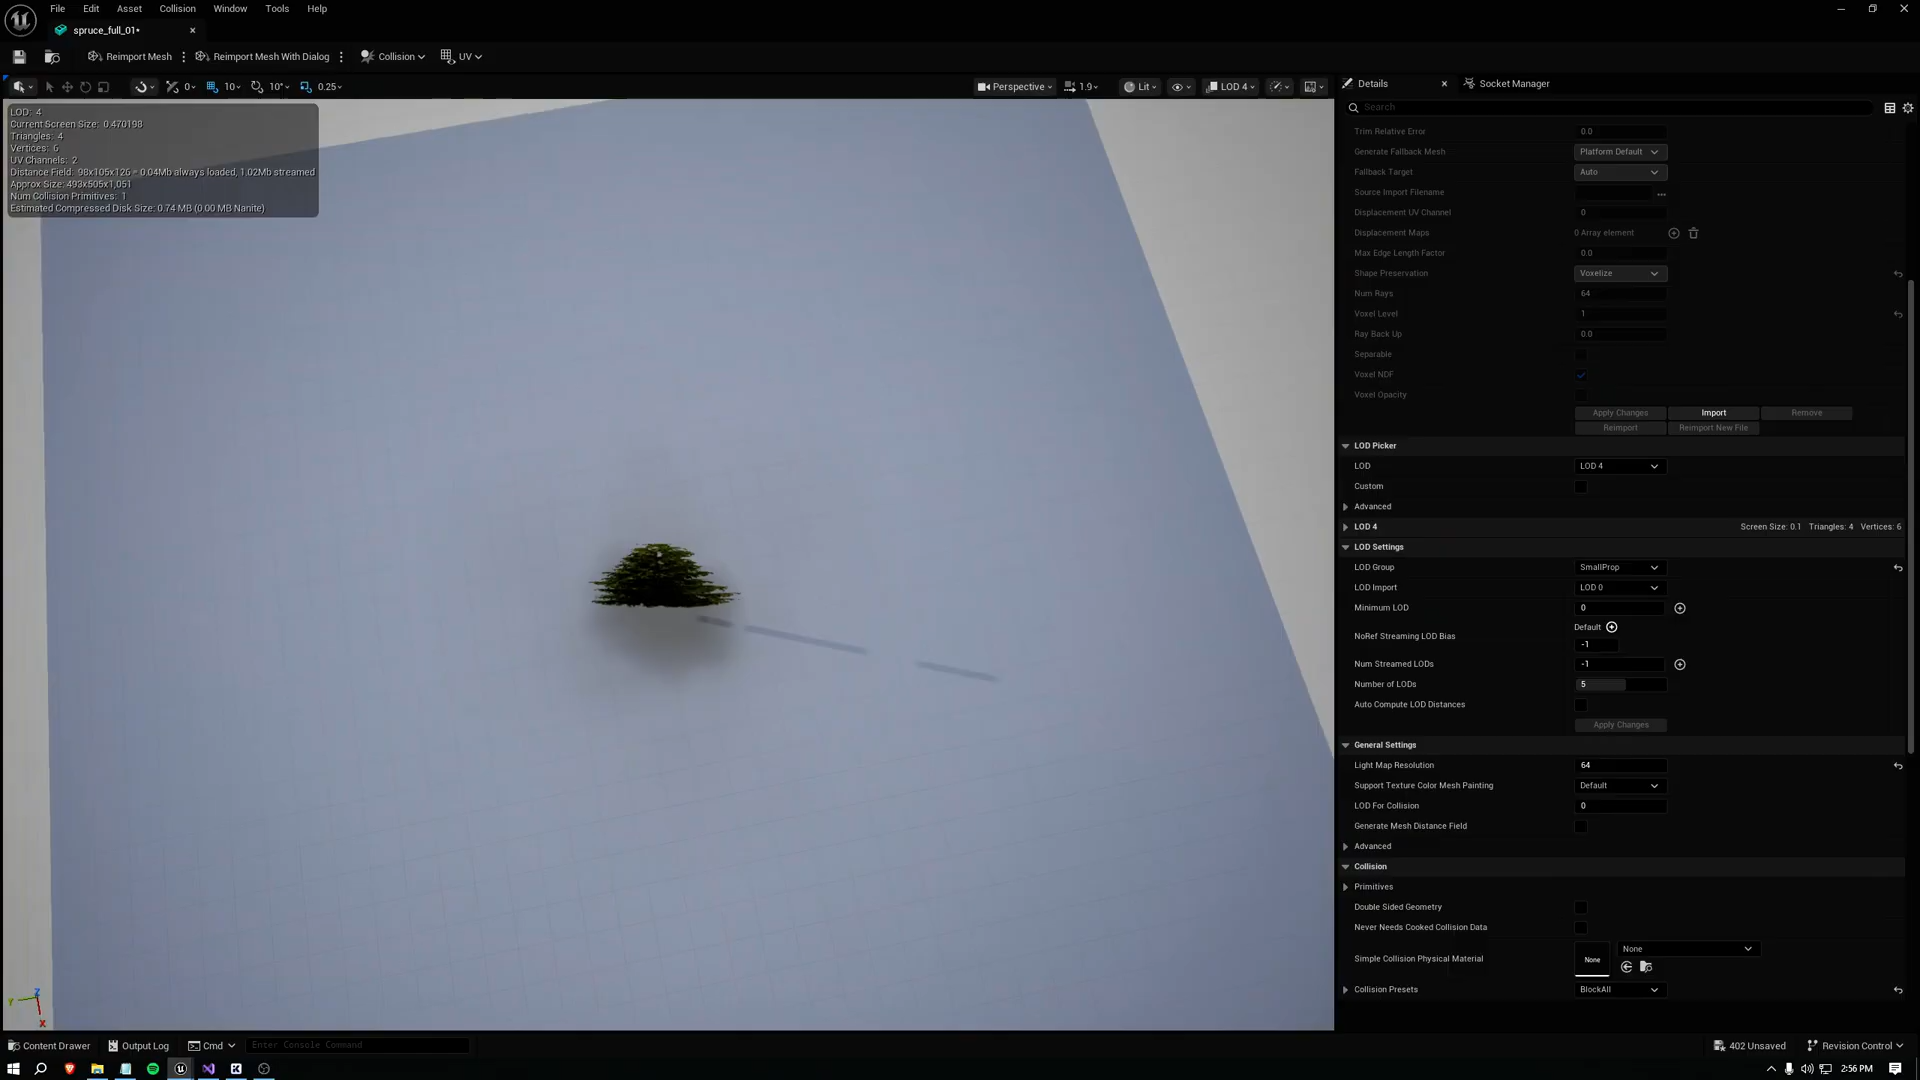 File Edit Asset Collision Window Tools Help
spruce_full_01*
Reimport Mesh Reimport Mesh With Dialog Collision UV
0 10 10° 0.25 Perspective 1.9 Lit LOD 4
Details Socket Manager
Search
LOD: 4
Current Screen Size: 0.470198
Triangles: 4
Vertices: 6
UV Channels: 2
Distance Field: 98x105x126 = 0.04Mb always loaded, 1.02Mb streamed
Approx Size: 493x505x1,051
Num Collision Primitives: 1
Estimated Compressed Disk Size: 0.74 MB (0.00 MB Nanite)
Trim Relative Error 0.0
Generate Fallback Mesh Platform Default
Fallback Target Auto
Source Import Filename ...
Displacement UV Channel 0
Displacement Maps 0 Array element
Max Edge Length Factor 0.0
Shape Preservation Voxelize
Num Rays 64
Voxel Level 1
Ray Back Up 0.0
Separable
Voxel NDF
Voxel Opacity
Apply Changes Import Remove
Reimport Reimport New File
LOD Picker
LOD LOD 4
Custom
Advanced
LOD 4 Screen Size: 0.1 Triangles: 4 Vertices: 6
LOD Settings
LOD Group SmallProp
LOD Import LOD 0
Minimum LOD 0
Default
NoRef Streaming LOD Bias
-1
Num Streamed LODs -1
Number of LODs 5
Auto Compute LOD Distances
Apply Changes
General Settings
Light Map Resolution 64
Support Texture Color Mesh Painting Default
LOD For Collision 0
Generate Mesh Distance Field
Advanced
Collision
Primitives
Double Sided Geometry
Never Needs Cooked Collision Data
None
Simple Collision Physical Material None
Collision Presets BlockAll
Z
Y
X
Content Drawer Output Log Cmd Enter Console Command 402 Unsaved Revision Control
2:56 PM